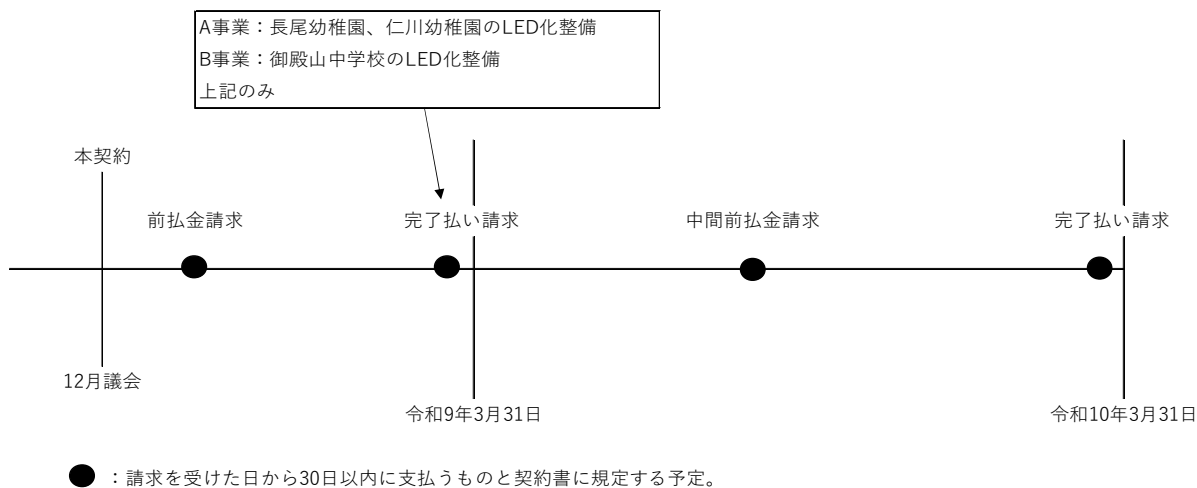 A事業：長尾幼稚園、仁川幼稚園のLED化整備
B事業：御殿山中学校のLED化整備
上記のみ
本契約
前払金請求
完了払い請求
中間前払金請求
完了払い請求
12月議会
令和9年3月31日
令和10年3月31日
：請求を受けた日から30日以内に支払うものと契約書に規定する予定。